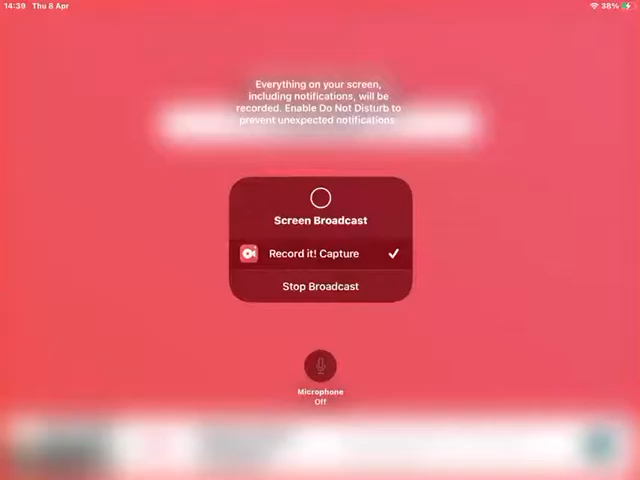 14:39 Thu 8 Apr
38%
Everything on your screen,
including notifications, will be
recorded. Enable Do Not Disturb to
prevent unexpected notifications.
Screen Broadcast
Record it! Capture
Stop Broadcast
Microphone
Off